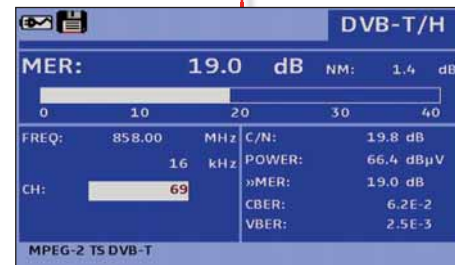 DVB-T/H
MER: 19.0 dB NM: 1.4 dB
0 10 20 30 40
FREQ: 858.00 MHz
16 kHz
CH: 69
C/N: 19.8 dB
POWER: 66.4 dBµV
»MER: 19.0 dB
CBER: 6.2E-2
VBER: 2.5E-3
MPEG-2 TS DVB-T